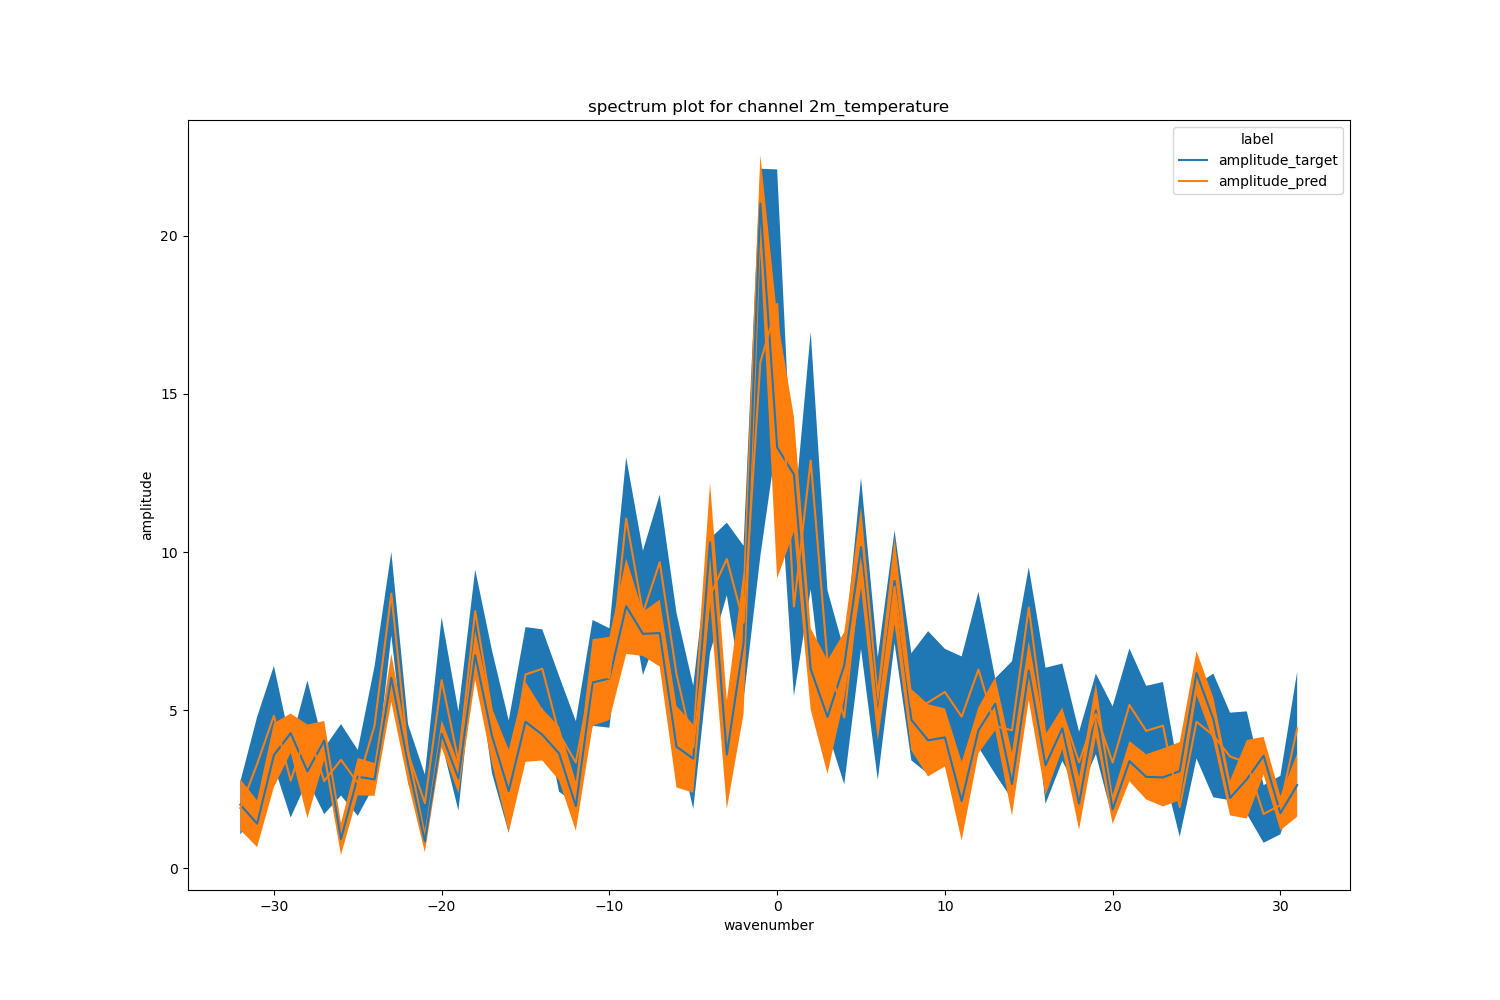 spectrum plot for channel 2m_temperature
label
amplitude_target
amplitude_pred
20
15
10
5
0
amplitude
−30
−20
−10
0
10
20
30
wavenumber